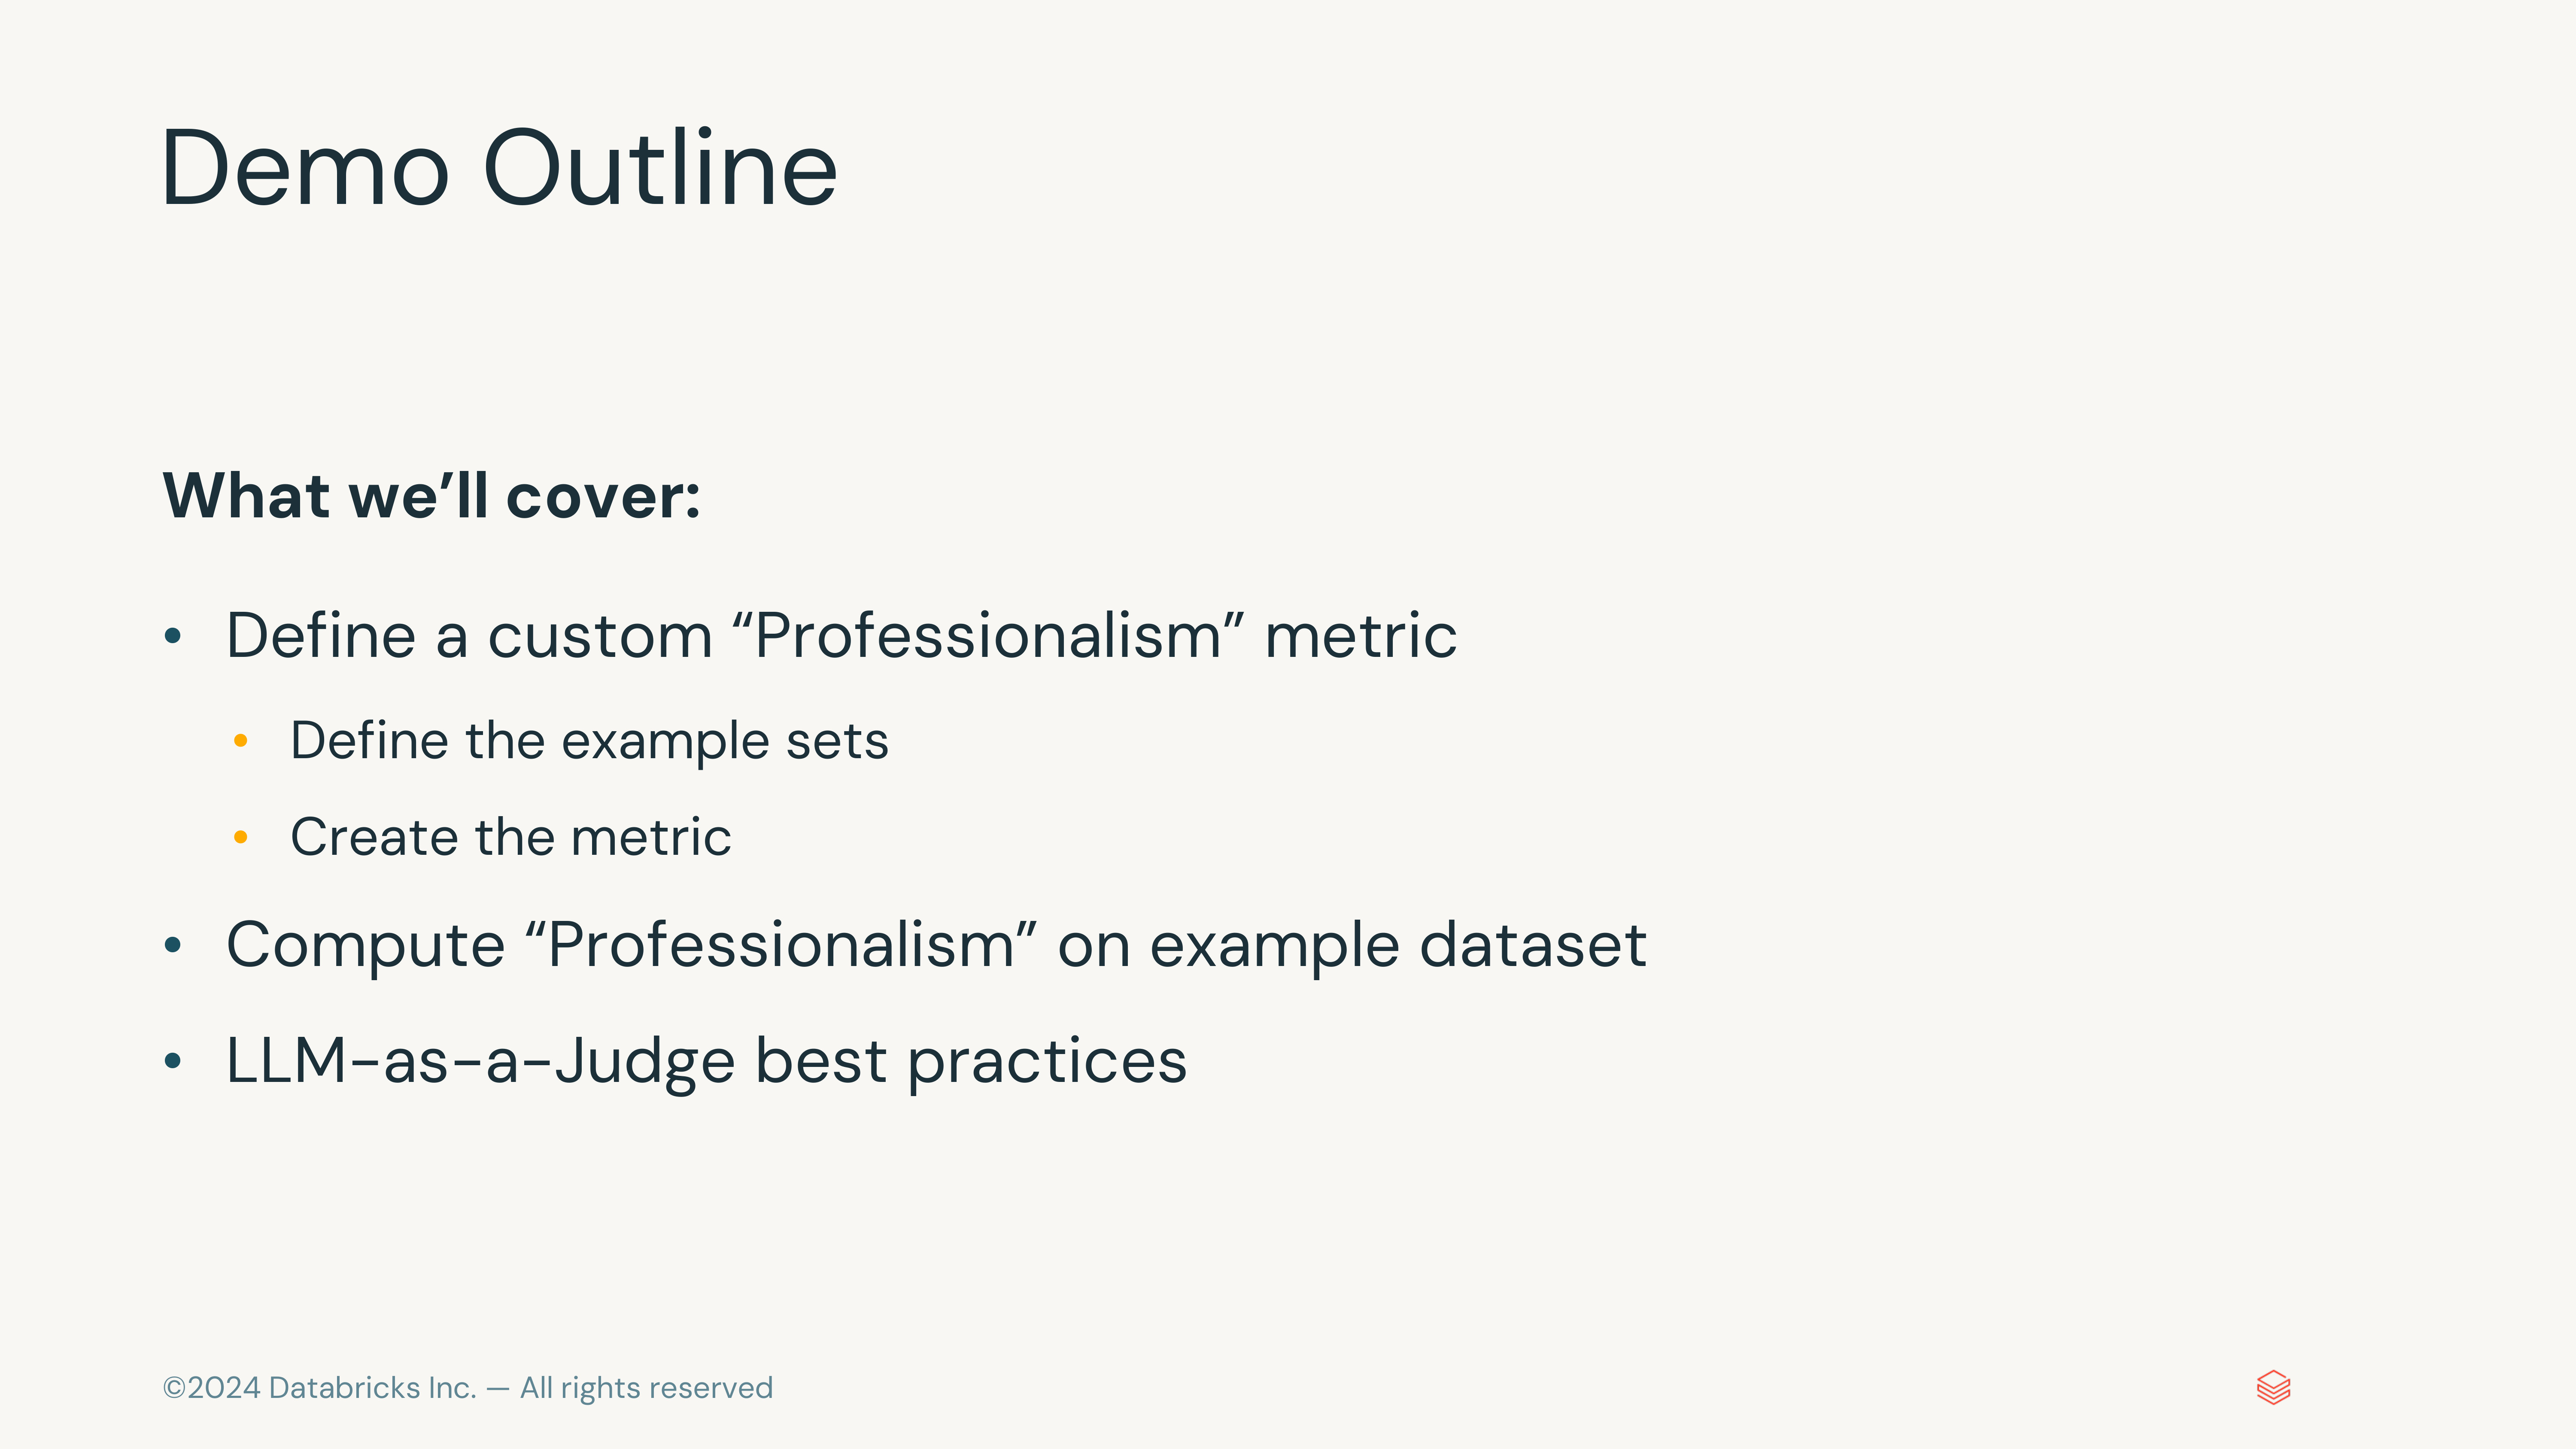 Demo Outline
What we’ll cover:
• Define a custom “Professionalism” metric
• Define the example sets
• Create the metric
• Compute “Professionalism” on example dataset
• LLM-as-a-Judge best practices
©2024 Databricks Inc. — All rights reserved